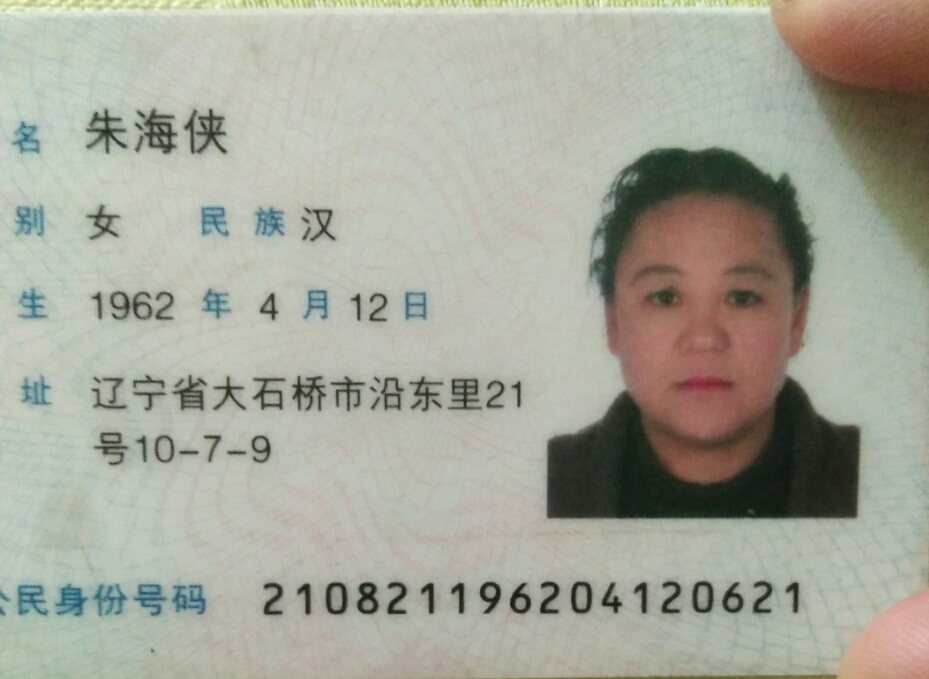 名 朱海侠
别 女 民族 汉
生 1962 年 4 月 12 日
址 辽宁省大石桥市沿东里21
号10-7-9
公民身份号码 210821196204120621